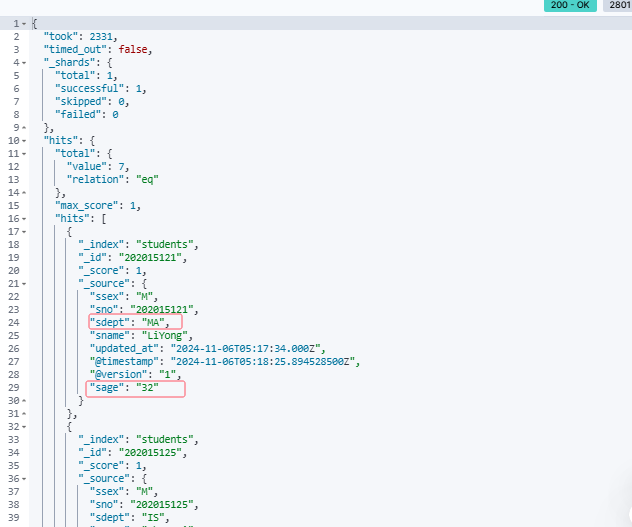 200 - OK 2801
1 {
2 "took": 2331,
3 "timed_out": false,
4 "_shards": {
5 "total": 1,
6 "successful": 1,
7 "skipped": 0,
8 "failed": 0
9 },
10 "hits": {
11 "total": {
12 "value": 7,
13 "relation": "eq"
14 },
15 "max_score": 1,
16 "hits": [
17 {
18 "_index": "students",
19 "_id": "202015121",
20 "_score": 1,
21 "_source": {
22 "ssex": "M",
23 "sno": "202015121",
24 "sdept": "MA",
25 "sname": "LiYong",
26 "updated_at": "2024-11-06T05:17:34.000Z",
27 "@timestamp": "2024-11-06T05:18:25.894528500Z",
28 "@version": "1",
29 "sage": "32"
30 }
31 },
32 {
33 "_index": "students",
34 "_id": "202015125",
35 "_score": 1,
36 "_source": {
37 "ssex": "M",
38 "sno": "202015125",
39 "sdept": "IS",